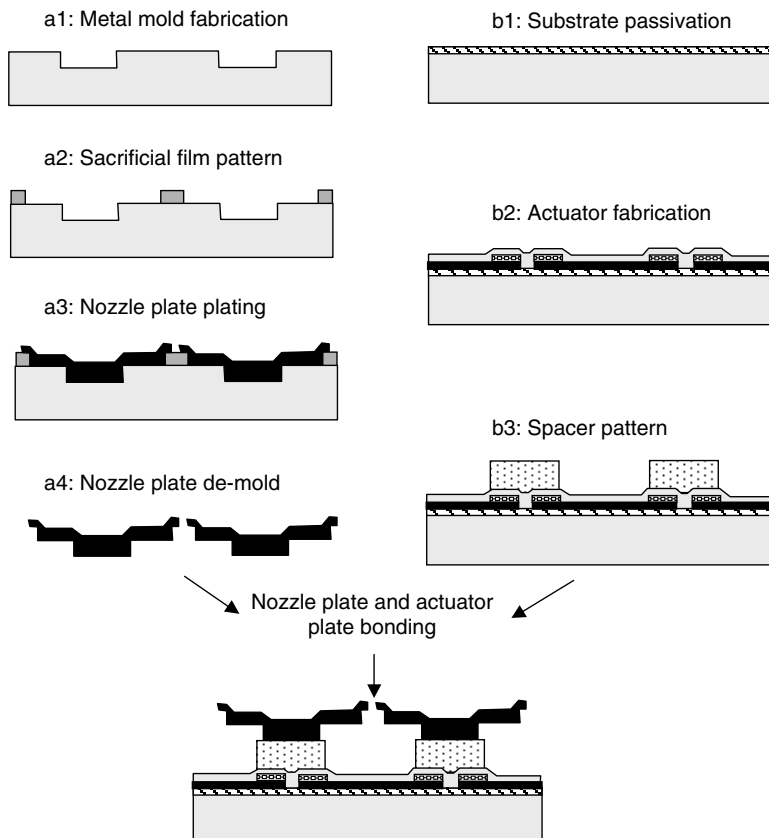 a1: Metal mold fabrication
a2: Sacrificial film pattern
a3: Nozzle plate plating
a4: Nozzle plate de-mold
b1: Substrate passivation
b2: Actuator fabrication
b3: Spacer pattern
Nozzle plate and actuator
plate bonding